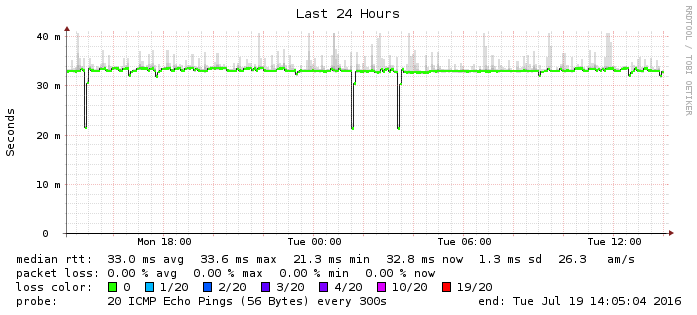 Last 24 Hours
RRDTOOL / TOBI OETIKER
Seconds
40 m
30 m
20 m
10 m
0
Mon 18:00 Tue 00:00 Tue 06:00 Tue 12:00
median rtt: 33.0 ms avg 33.6 ms max 21.3 ms min 32.8 ms now 1.3 ms sd 26.3 am/s
packet loss: 0.00 % avg 0.00 % max 0.00 % min 0.00 % now
loss color: 0 1/20 2/20 3/20 4/20 10/20 19/20
probe: 20 ICMP Echo Pings (56 Bytes) every 300s end: Tue Jul 19 14:05:04 2016